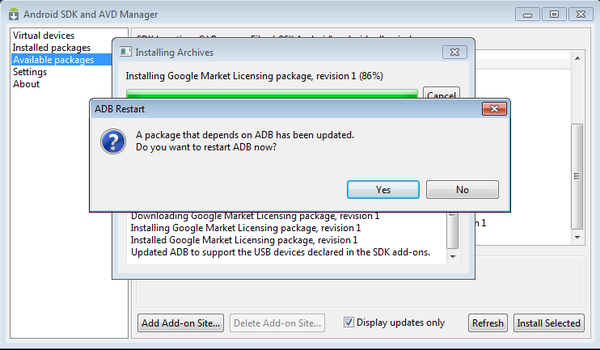 Android SDK and AVD Manager
Virtual devices
Installed packages
Available packages
Settings
About
Installing Archives
Installing Google Market Licensing package, revision 1 (86%)
Cancel
ADB Restart
A package that depends on ADB has been updated.
Do you want to restart ADB now?
Yes
No
Downloading Google Market Licensing package, revision 1
Installing Google Market Licensing package, revision 1
Installed Google Market Licensing package, revision 1
Updated ADB to support the USB devices declared in the SDK add-ons.
Add Add-on Site...
Delete Add-on Site...
Display updates only
Refresh
Install Selected